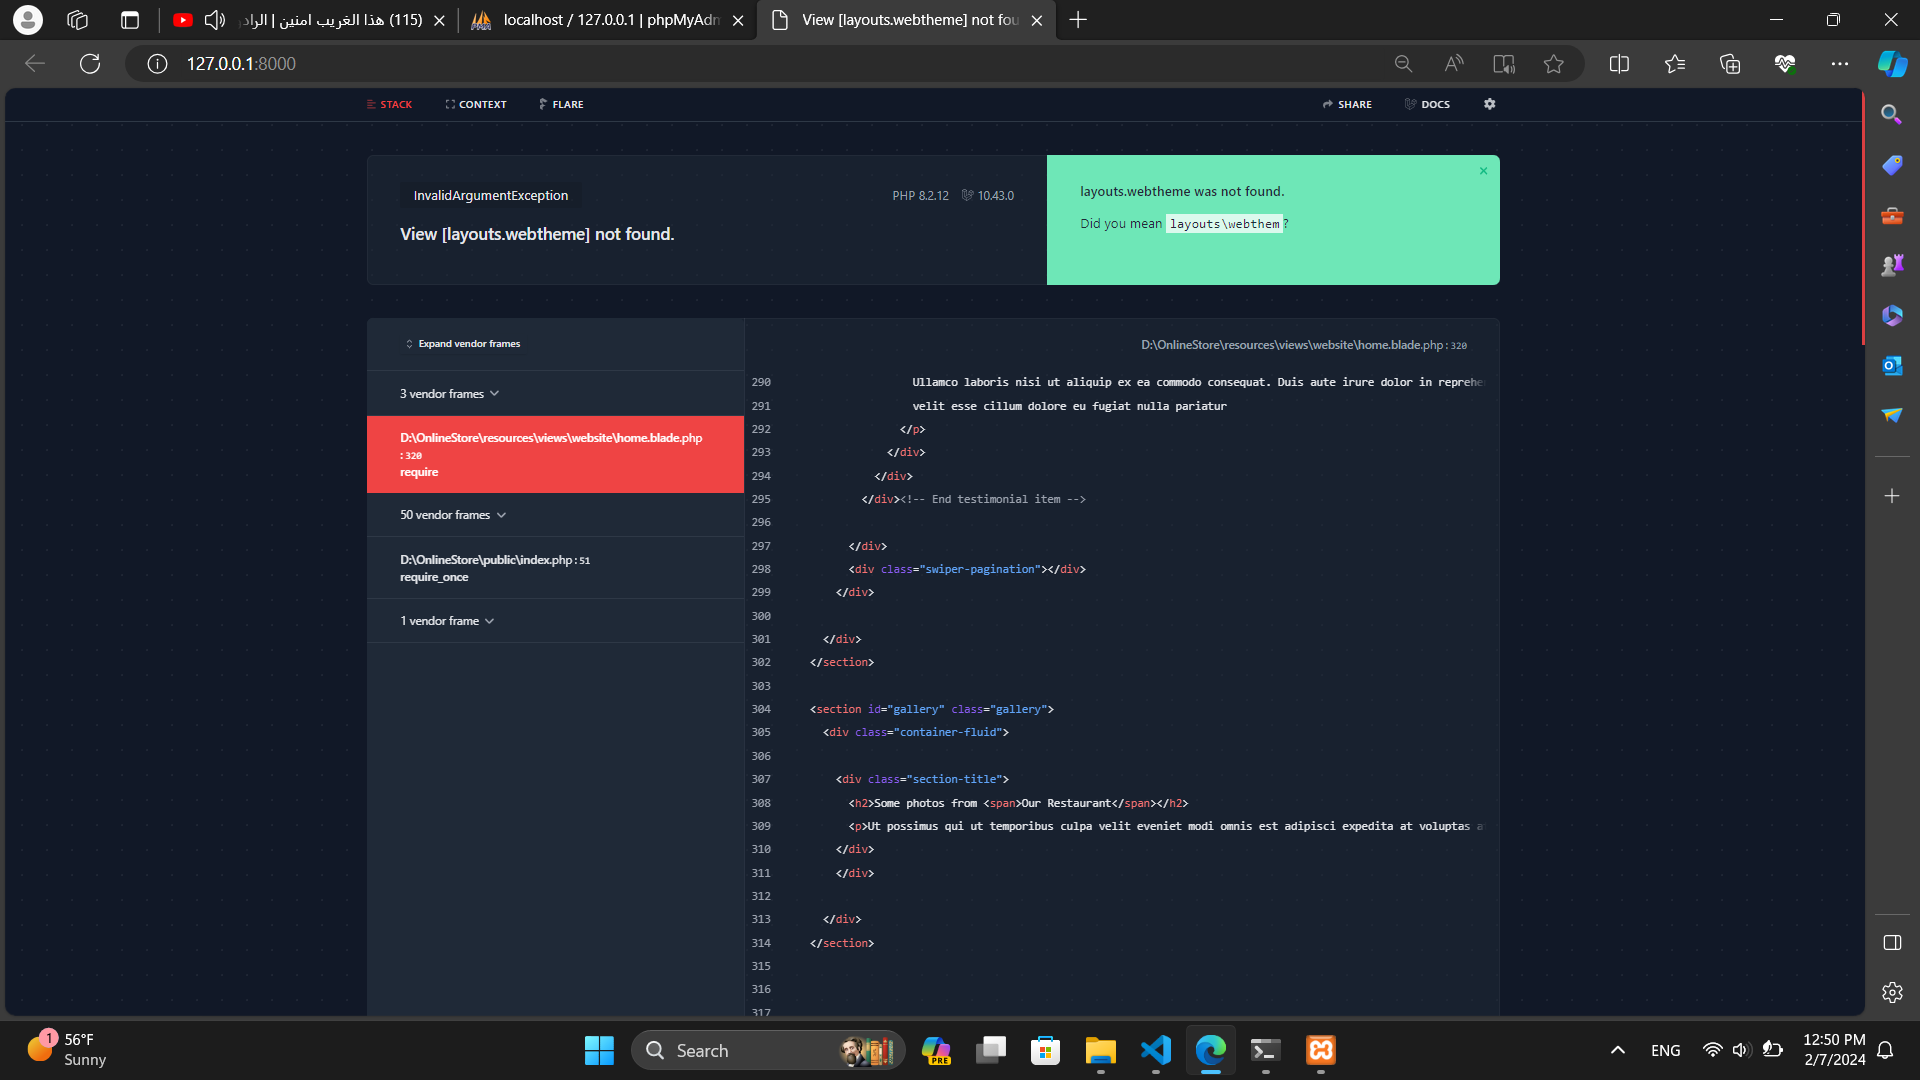 (115) هذا الغريب امنين | الراد
localhost / 127.0.0.1 | phpMyAdm
View [layouts.webtheme] not fou
127.0.0.1:8000
STACK
CONTEXT
FLARE
SHARE
DOCS
InvalidArgumentException
PHP 8.2.12
10.43.0
View [layouts.webtheme] not found.
layouts.webtheme was not found.
Did you mean layouts\webthem?
Expand vendor frames
3 vendor frames
D:\OnlineStore\resources\views\website\home.blade.php
:320
require
50 vendor frames
D:\OnlineStore\public\index.php:51
require_once
1 vendor frame
D:\OnlineStore\resources\views\website\home.blade.php:320
290 Ullamco laboris nisi ut aliquip ex ea commodo consequat. Duis aute irure dolor in reprehe
291 velit esse cillum dolore eu fugiat nulla pariatur
292 </p>
293 </div>
294 </div>
295 </div><!-- End testimonial item -->
296
297 </div>
298 <div class="swiper-pagination"></div>
299 </div>
300
301 </div>
302 </section>
303
304 <section id="gallery" class="gallery">
305 <div class="container-fluid">
306
307 <div class="section-title">
308 <h2>Some photos from <span>Our Restaurant</span></h2>
309 <p>Ut possimus qui ut temporibus culpa velit eveniet modi omnis est adipisci expedita at voluptas a
310 </div>
311 </div>
312
313 </div>
314 </section>
315
316
317
1
56°F
Sunny
Search
PRE
ENG
12:50 PM
2/7/2024